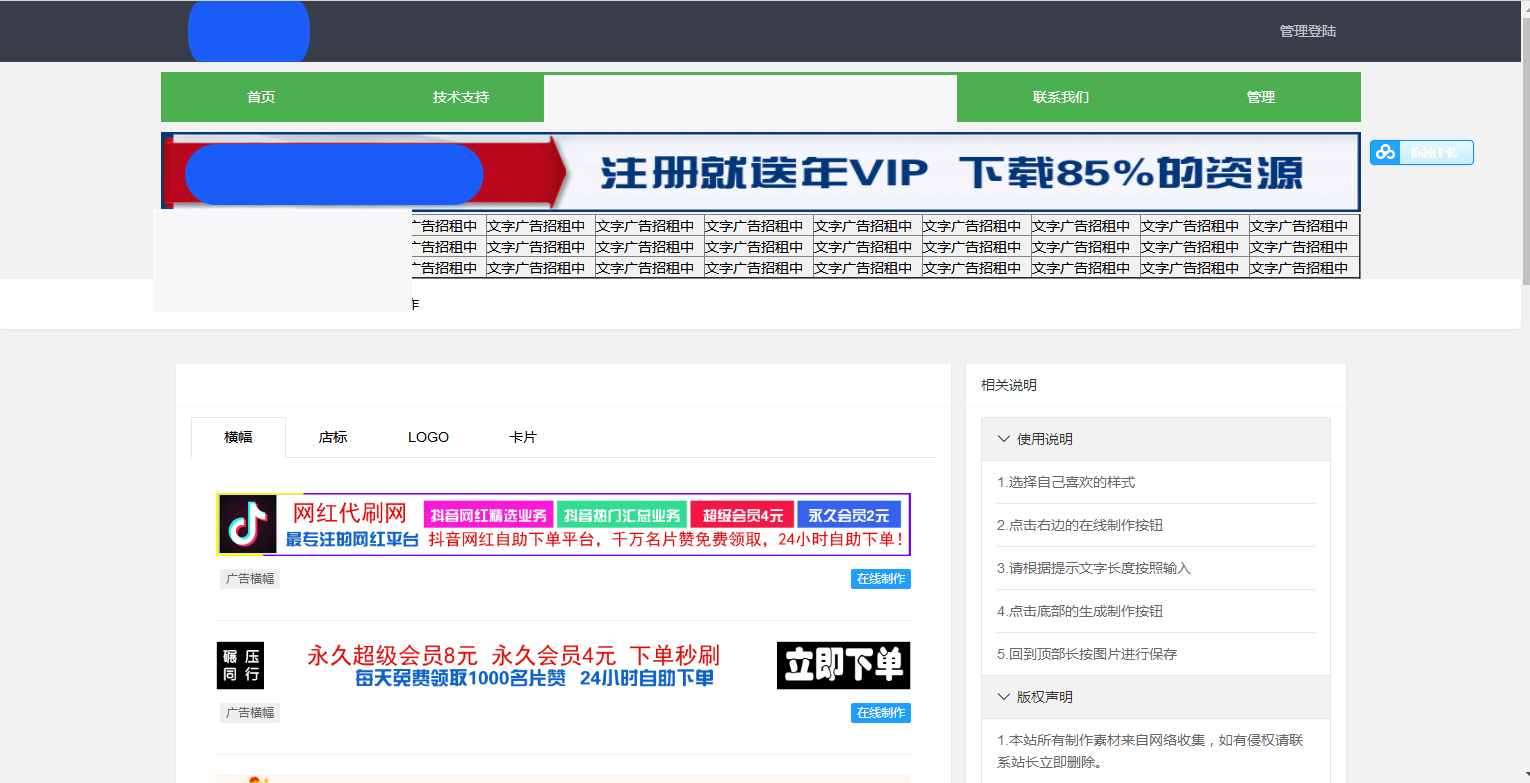 管理登陆
首页 技术支持 联系我们 管理
注册就送年VIP 下载85%的资源
告招租中 文字广告招租中 文字广告招租中 文字广告招租中 文字广告招租中 文字广告招租中 文字广告招租中 文字广告招租中 文字广告招租中
告招租中 文字广告招租中 文字广告招租中 文字广告招租中 文字广告招租中 文字广告招租中 文字广告招租中 文字广告招租中 文字广告招租中
告招租中 文字广告招租中 文字广告招租中 文字广告招租中 文字广告招租中 文字广告招租中 文字广告招租中 文字广告招租中 文字广告招租中
作
横幅 店标 LOGO 卡片
网红代刷网 抖音网红精选业务 抖音热门汇总业务 超级会员4元 永久会员2元
最专注的网红平台 抖音网红自助下单平台，千万名片赞免费领取，24小时自助下单！
广告横幅 在线制作
碾压同行 永久超级会员8元 永久会员4元 下单秒刷 立即下单
每天免费领取1000名片赞 24小时自助下单
广告横幅 在线制作
相关说明
使用说明
1.选择自己喜欢的样式
2.点击右边的在线制作按钮
3.请根据提示文字长度按照输入
4.点击底部的生成制作按钮
5.回到顶部长按图片进行保存
版权声明
1.本站所有制作素材来自网络收集，如有侵权请联
系站长立即删除。